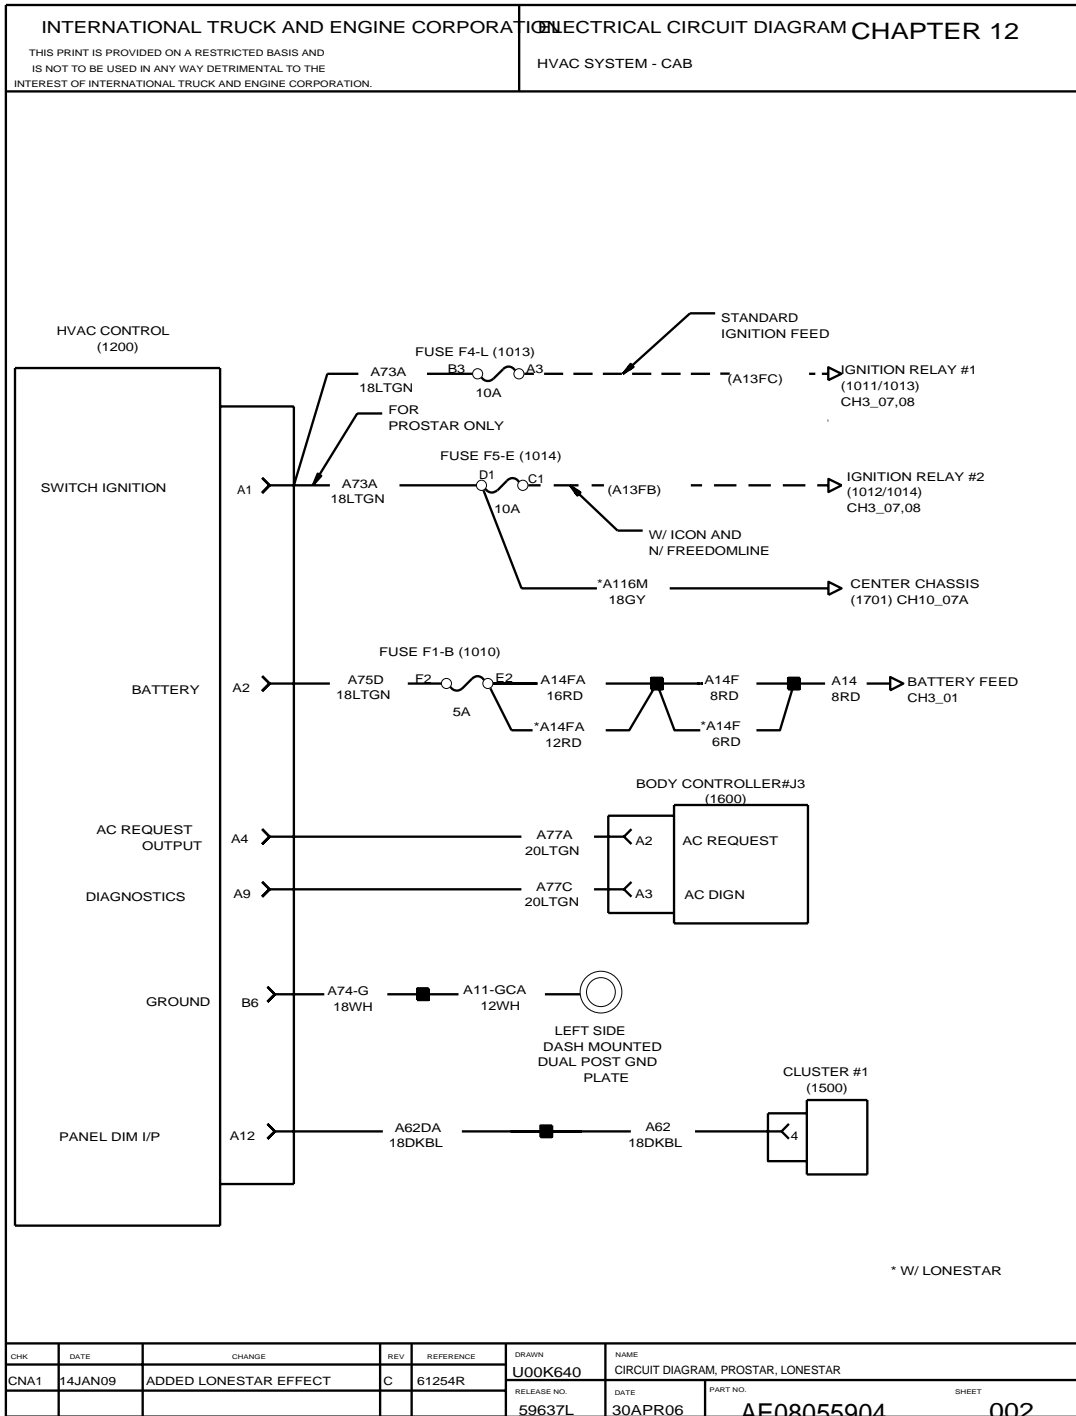 INTERNATIONAL TRUCK AND ENGINE CORPORATION
THIS PRINT IS PROVIDED ON A RESTRICTED BASIS AND
IS NOT TO BE USED IN ANY WAY DETRIMENTAL TO THE
INTEREST OF INTERNATIONAL TRUCK AND ENGINE CORPORATION.
ELECTRICAL CIRCUIT DIAGRAM CHAPTER 12
HVAC SYSTEM - CAB
HVAC CONTROL
(1200)
STANDARD
IGNITION FEED
FUSE F4-L (1013)
A73A
18LTGN
B3
A3
10A
(A13FC)
IGNITION RELAY #1
(1011/1013)
CH3_07,08
FOR
PROSTAR ONLY
FUSE F5-E (1014)
SWITCH IGNITION
A1
A73A
18LTGN
D1
C1
10A
(A13FB)
IGNITION RELAY #2
(1012/1014)
CH3_07,08
W/ ICON AND
N/ FREEDOMLINE
*A116M
18GY
CENTER CHASSIS
(1701) CH10_07A
FUSE F1-B (1010)
BATTERY
A2
A75D
18LTGN
F2
E2
5A
A14FA
16RD
A14F
8RD
A14
8RD
BATTERY FEED
CH3_01
*A14FA
12RD
*A14F
6RD
BODY CONTROLLER#J3
(1600)
AC REQUEST
OUTPUT
A4
A77A
20LTGN
A2
AC REQUEST
DIAGNOSTICS
A9
A77C
20LTGN
A3
AC DIGN
GROUND
B6
A74-G
18WH
A11-GCA
12WH
LEFT SIDE
DASH MOUNTED
DUAL POST GND
PLATE
CLUSTER #1
(1500)
PANEL DIM I/P
A12
A62DA
18DKBL
A62
18DKBL
4
* W/ LONESTAR
CHK DATE CHANGE REV REFERENCE
CNA1 14JAN09 ADDED LONESTAR EFFECT C 61254R
DRAWN
U00K640
NAME
CIRCUIT DIAGRAM, PROSTAR, LONESTAR
RELEASE NO.
59637L
DATE
30APR06
PART NO.
AE08055904
SHEET
002